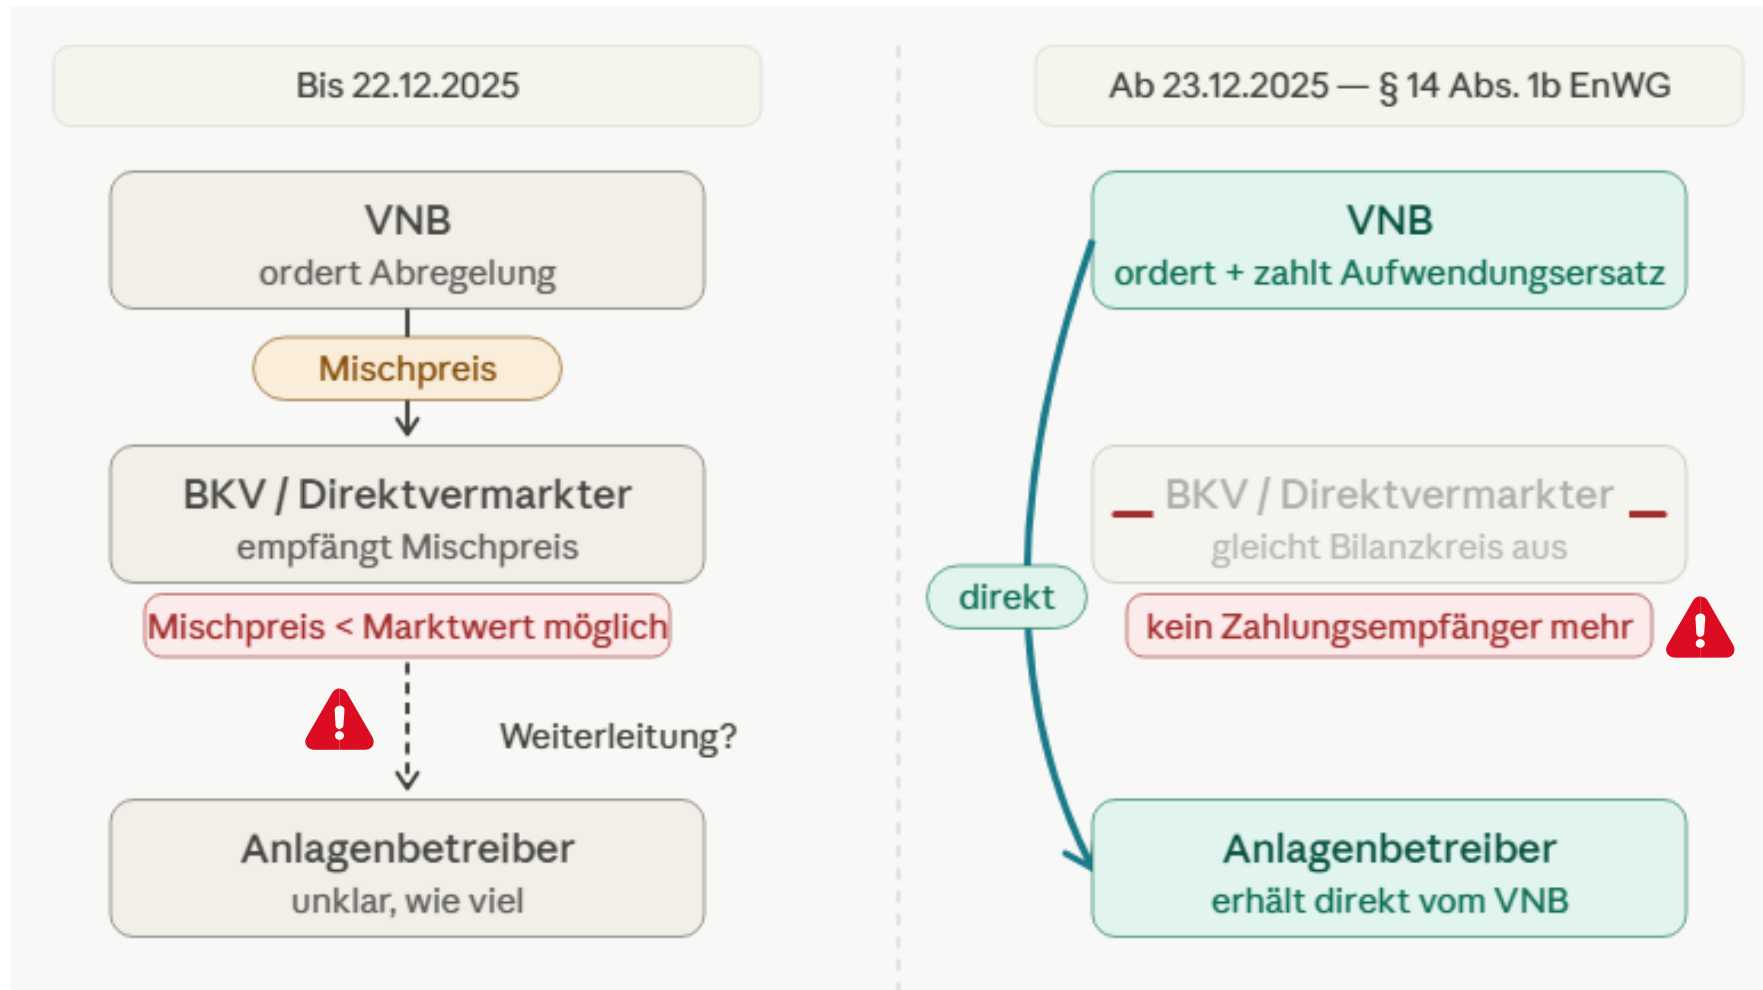 Bis 22.12.2025
VNB
ordert Abregelung
Mischpreis
BKV / Direktvermarkter
empfängt Mischpreis
Mischpreis < Marktwert möglich
Weiterleitung?
Anlagenbetreiber
unklar, wie viel
Ab 23.12.2025 — § 14 Abs. 1b EnWG
VNB
ordert + zahlt Aufwendungsersatz
BKV / Direktvermarkter
gleicht Bilanzkreis aus
direkt
kein Zahlungsempfänger mehr
Anlagenbetreiber
erhält direkt vom VNB